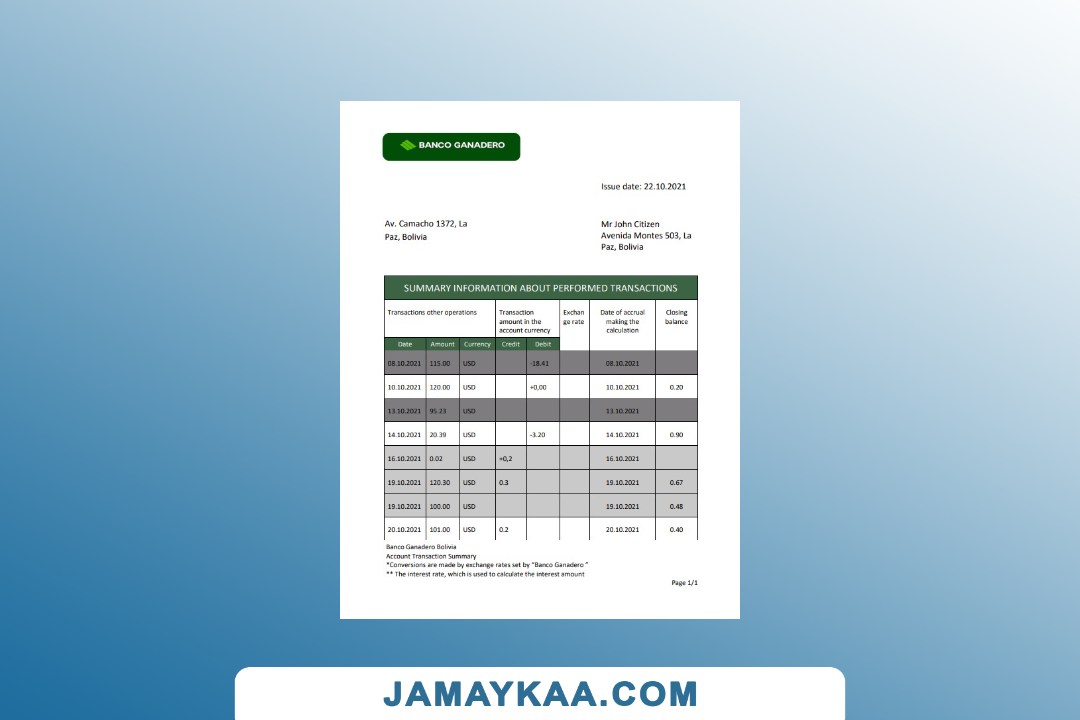 BANCO GANADERO
Issue date: 22.10.2021
Av. Camacho 1372, La
Paz, Bolivia
Mr John Citizen
Avenida Montes 503, La
Paz, Bolivia
SUMMARY INFORMATION ABOUT PERFORMED TRANSACTIONS
Transactions other operations
Transaction
amount in the
account currency
Exchan
ge rate
Date of accrual
making the
calculation
Closing
balance
Date Amount Currency Credit Debit
08.10.2021 115.00 USD -18.41 08.10.2021
10.10.2021 120.00 USD +0,00 10.10.2021 0.20
13.10.2021 95.23 USD 13.10.2021
14.10.2021 20.39 USD -3.20 14.10.2021 0.90
16.10.2021 0.02 USD +0,2 16.10.2021
19.10.2021 120.30 USD 0.3 19.10.2021 0.67
19.10.2021 100.00 USD 19.10.2021 0.48
20.10.2021 101.00 USD 0.2 20.10.2021 0.40
Banco Ganadero Bolivia
Account Transaction Summary
*Conversions are made by exchange rates set by "Banco Ganadero "
** The interest rate, which is used to calculate the interest amount
Page 1/1
JAMAYKAA.COM